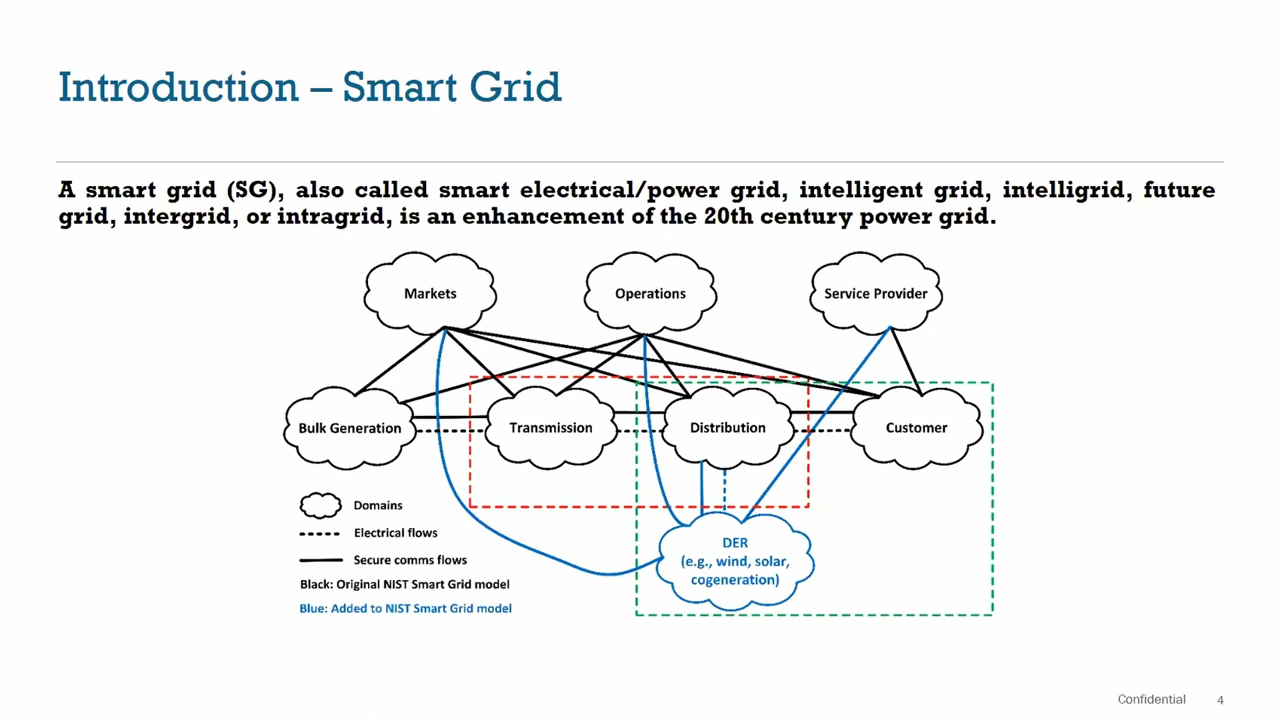 Introduction – Smart Grid
A smart grid (SG), also called smart electrical/power grid, intelligent grid, intelligrid, future
grid, intergrid, or intragrid, is an enhancement of the 20th century power grid.
Markets
Operations
Service Provider
Bulk Generation
Transmission
Distribution
Customer
Domains
Electrical flows
Secure comms flows
Black: Original NIST Smart Grid model
Blue: Added to NIST Smart Grid model
DER
(e.g., wind, solar,
cogeneration)
Confidential
4